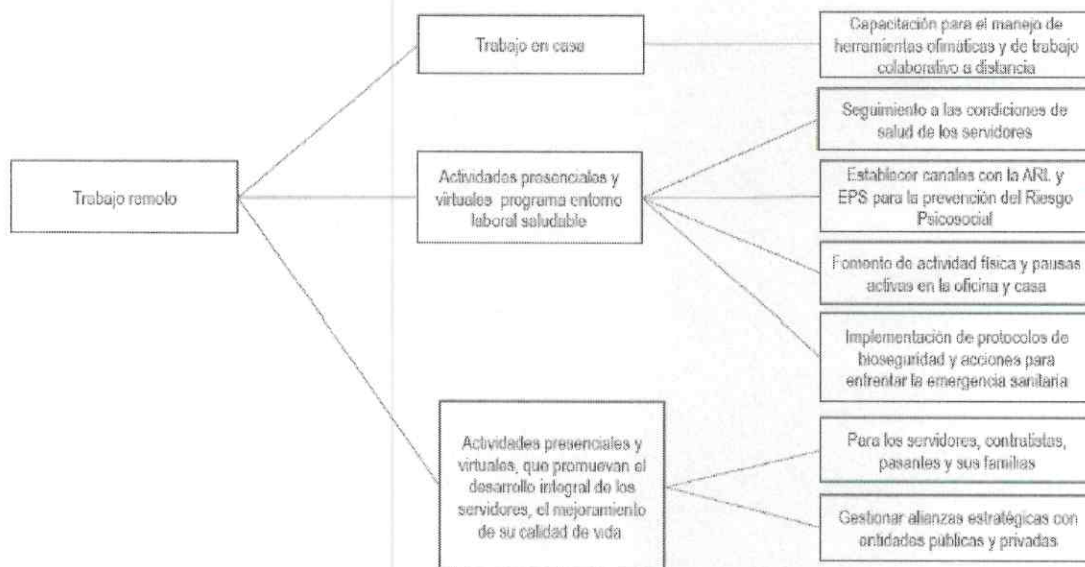 Trabajo remoto
Trabajo en casa
Capacitación para el manejo de
herramientas ofimáticas y de trabajo
colaborativo a distancia
Actividades presenciales y
virtuales programa entorno
laboral saludable
Seguimiento a las condiciones de
salud de los servidores
Establecer canales con la ARL y
EPS para la prevención del Riesgo
Psicosocial
Fomento de actividad física y pausas
activas en la oficina y casa
Implementación de protocolos de
bioseguridad y acciones para
enfrentar la emergencia sanitaria
Actividades presenciales y
virtuales, que promuevan el
desarrollo integral de los
servidores, el mejoramiento
de su calidad de vida
Para los servidores, contratistas,
pasantes y sus familias
Gestionar alianzas estratégicas con
entidades públicas y privadas